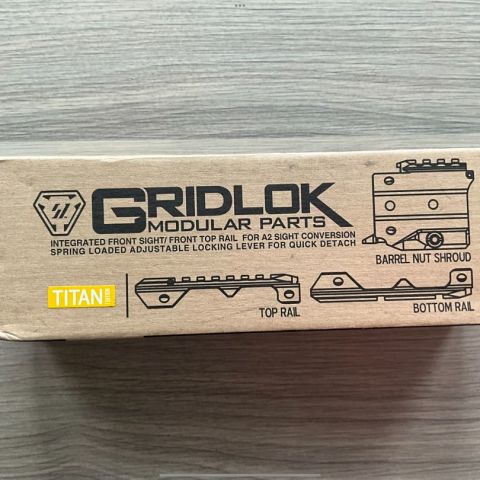 GRIDLOK
MODULAR PARTS
INTEGRATED FRONT SIGHT/ FRONT TOP RAIL FOR A2 SIGHT CONVERSION
SPRING LOADED ADJUSTABLE LOCKING LEVER FOR QUICK DETACH
BARREL NUT SHROUD
TITAN
TOP RAIL
BOTTOM RAIL